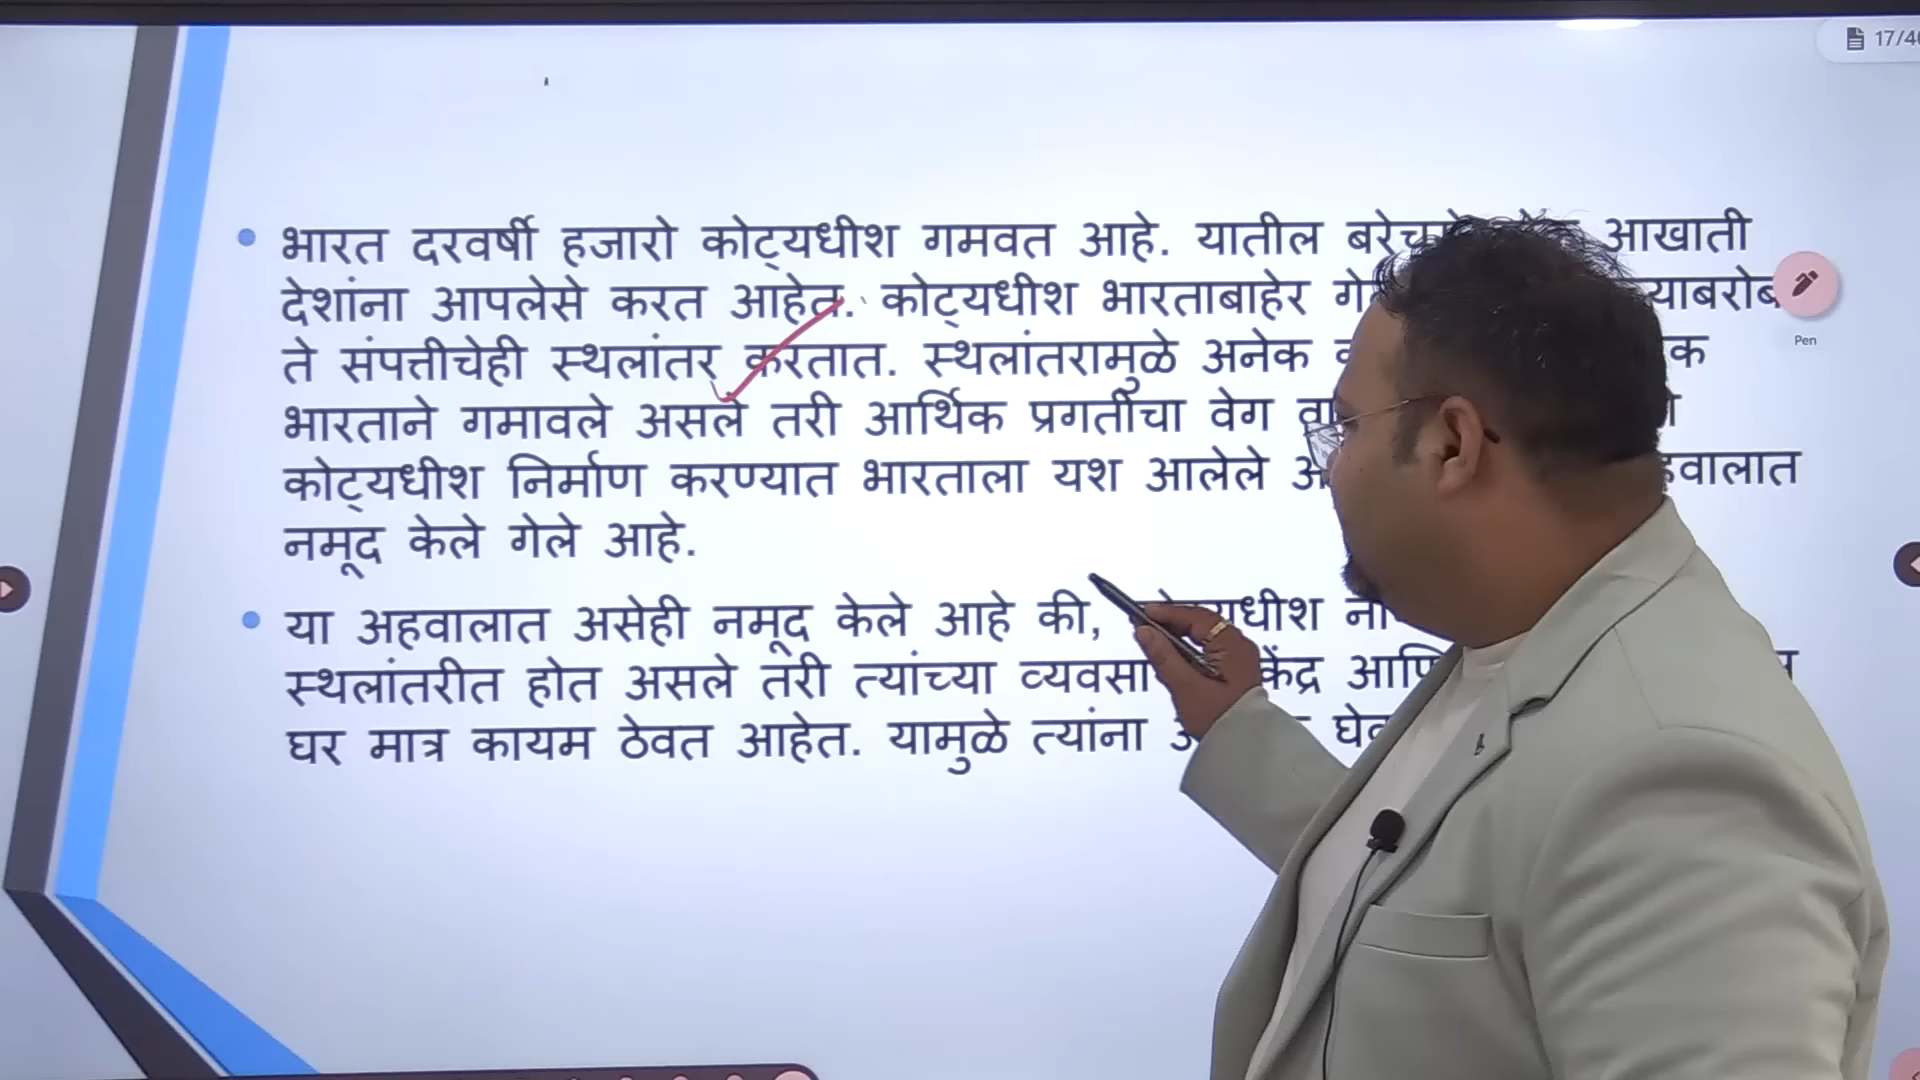 17/40
भारत दरवर्षी हजारो कोट्यधीश गमवत आहे. यातील आखाती
देशांना आपलेसे करत आहेत. कोट्यधीश भारताबाहेर
ते संपत्तीचेही स्थलांतर करतात. स्थलांतरामुळे अनेक
Pen
भारताने गमावले असले तरी आर्थिक प्रगतीचा वेग
कोट्यधीश निर्माण करण्यात भारताला यश आलेले
नमूद केले गेले आहे.
या अहवालात असेही नमूद केले आहे की,
स्थलांतरीत होत असले तरी त्यांच्या केंद्र
घर मात्र कायम ठेवत आहेत. यामुळे त्यांना